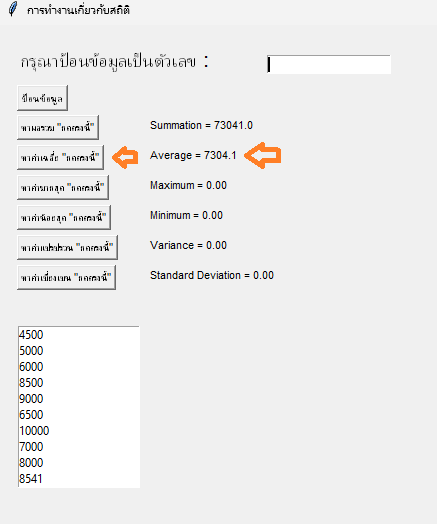 การทำงานเกี่ยวกับสถิติ
กรุณาป้อนข้อมูลเป็นตัวเลข :
ป้อนข้อมูล
หาผลรวม "กดตรงนี้" Summation = 73041.0
หาค่าเฉลี่ย "กดตรงนี้" Average = 7304.1
หาค่ามากสุด "กดตรงนี้" Maximum = 0.00
หาค่าน้อยสุด "กดตรงนี้" Minimum = 0.00
หาค่าแปรปรวน "กดตรงนี้" Variance = 0.00
หาค่าเบี่ยงเบน "กดตรงนี้" Standard Deviation = 0.00
4500
5000
6000
8500
9000
6500
10000
7000
8000
8541